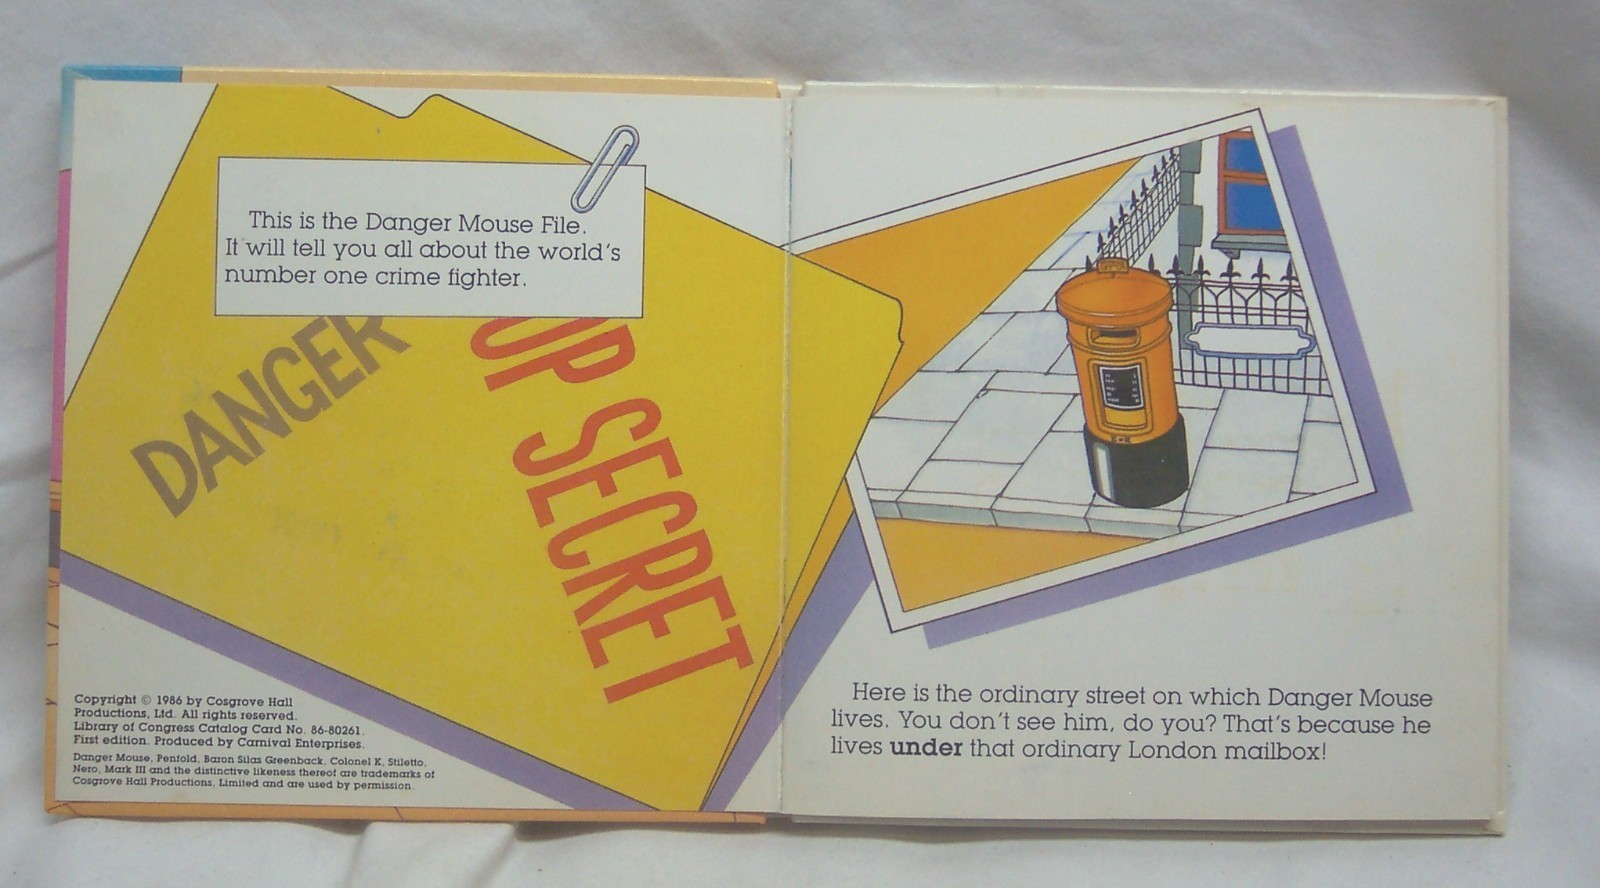 This is the Danger Mouse File.
It will tell you all about the world's
number one crime fighter.
DANGER
OP SECRET
Copyright © 1986 by Cosgrove Hall
Productions, Ltd. All rights reserved.
Library of Congress Catalog Card No. 86-80261.
First edition. Produced by Carnival Enterprises.
Danger Mouse, Penfold, Baron Silas Greenback, Colonel K, Stiletto,
Nero, Mark III and the distinctive likeness thereof are trademarks of
Cosgrove Hall Productions, Limited and are used by permission.
Here is the ordinary street on which Danger Mouse
lives. You don't see him, do you? That's because he
lives under that ordinary London mailbox!